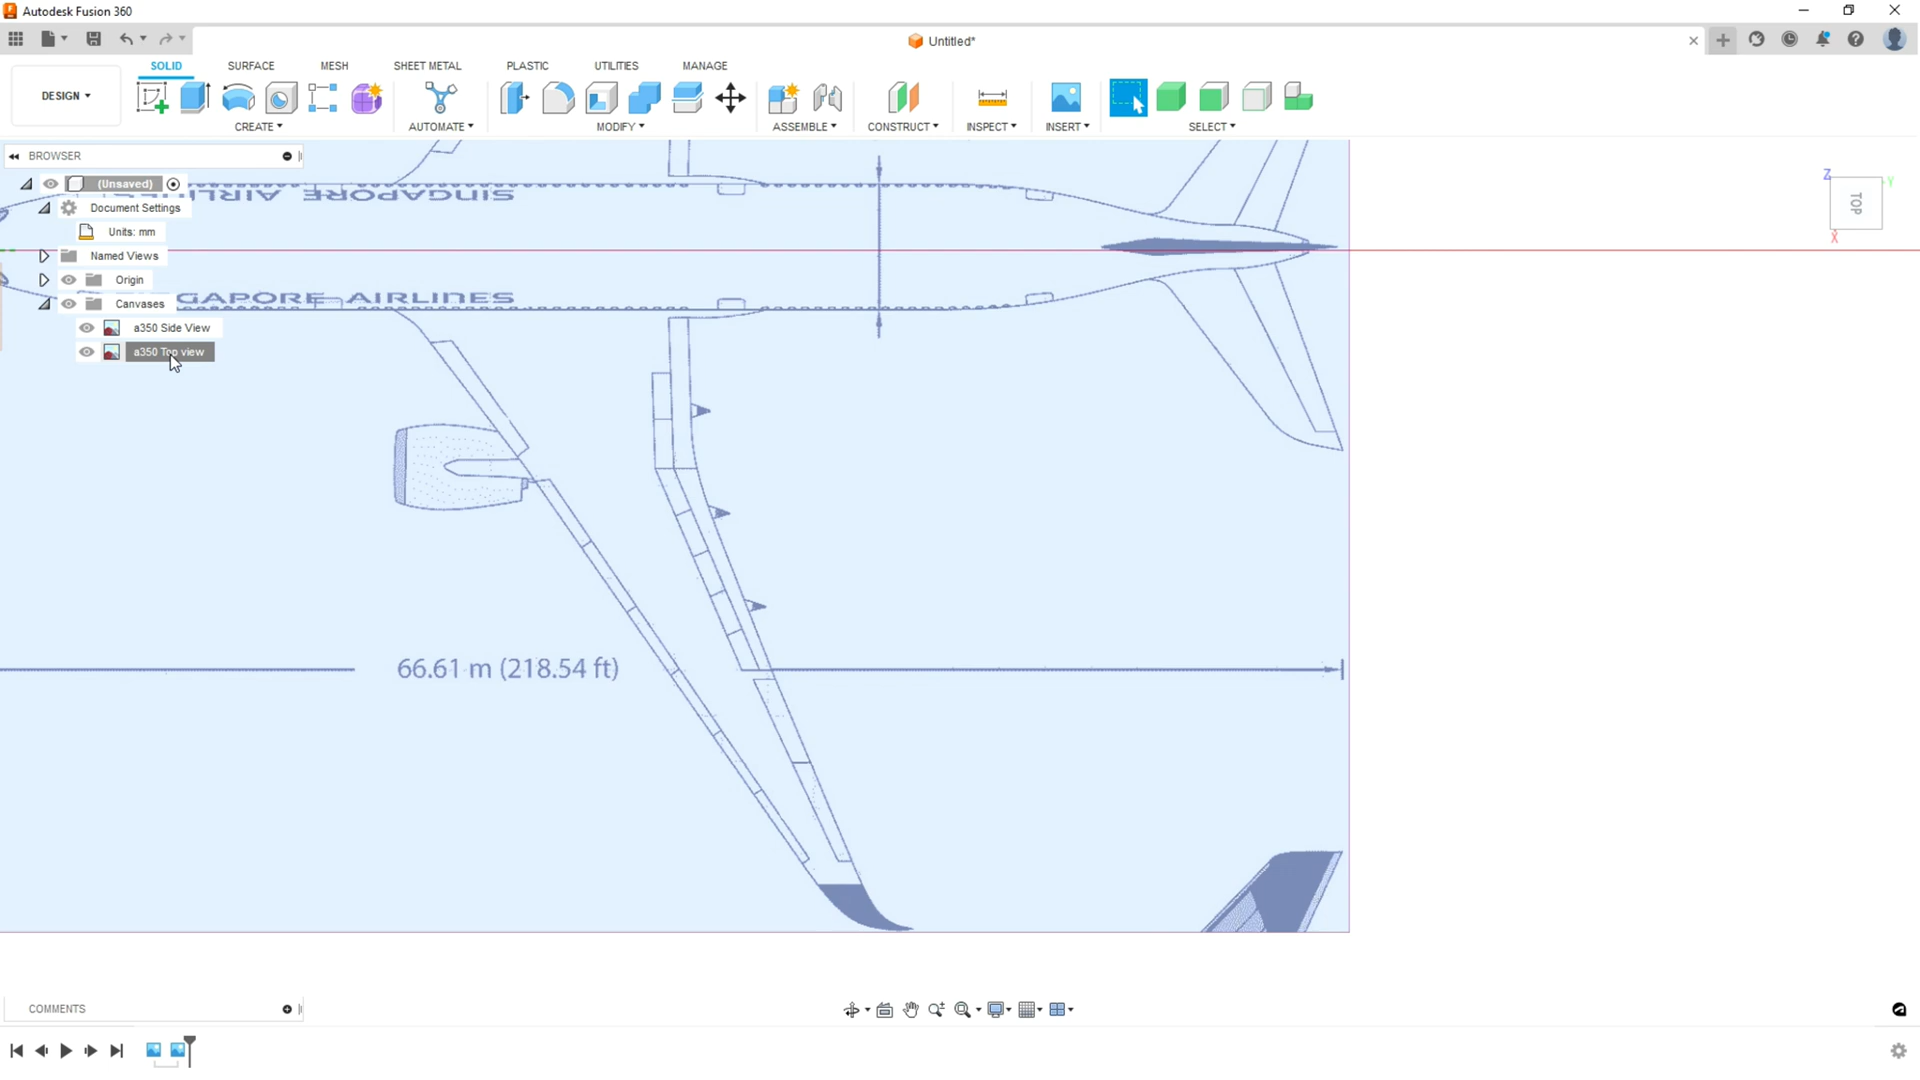 Autodesk Fusion 360
Untitled*
SOLID SURFACE MESH SHEET METAL PLASTIC UTILITIES MANAGE
DESIGN
CREATE AUTOMATE MODIFY ASSEMBLE CONSTRUCT INSPECT INSERT SELECT
BROWSER
(Unsaved)
Document Settings
Units: mm
Named Views
Origin
Canvases
a350 Side View
a350 Top view
SINGAPORE
GAPORE AIRLINES
Z
Y
TOP
X
66.61 m (218.54 ft)
COMMENTS